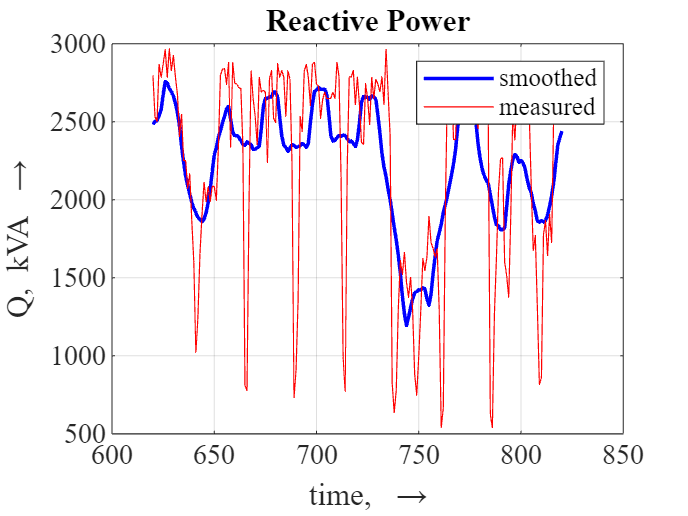 Reactive Power
3000
2500
2000
1500
1000
500
Q, kVA →
smoothed
measured
600 650 700 750 800 850
time, →